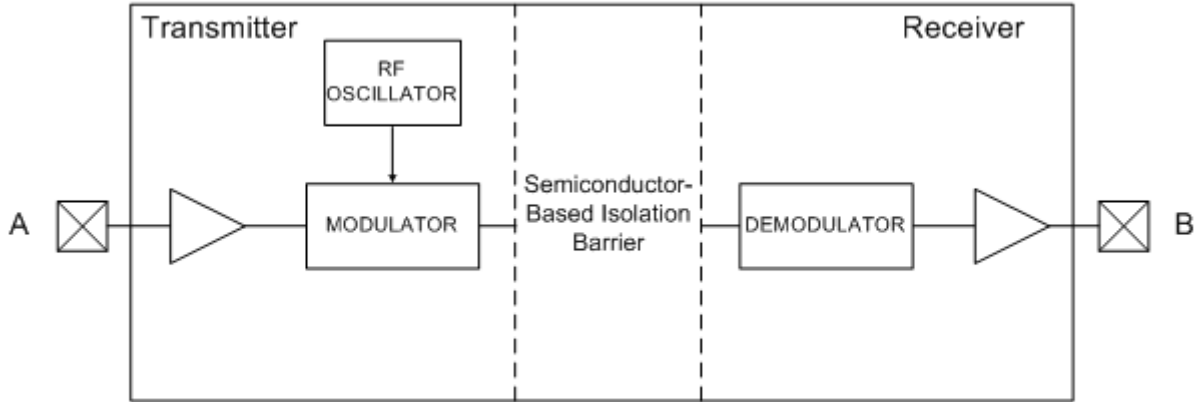 Transmitter
Receiver
RF
OSCILLATOR
A
MODULATOR
Semiconductor-
Based Isolation
Barrier
DEMODULATOR
B